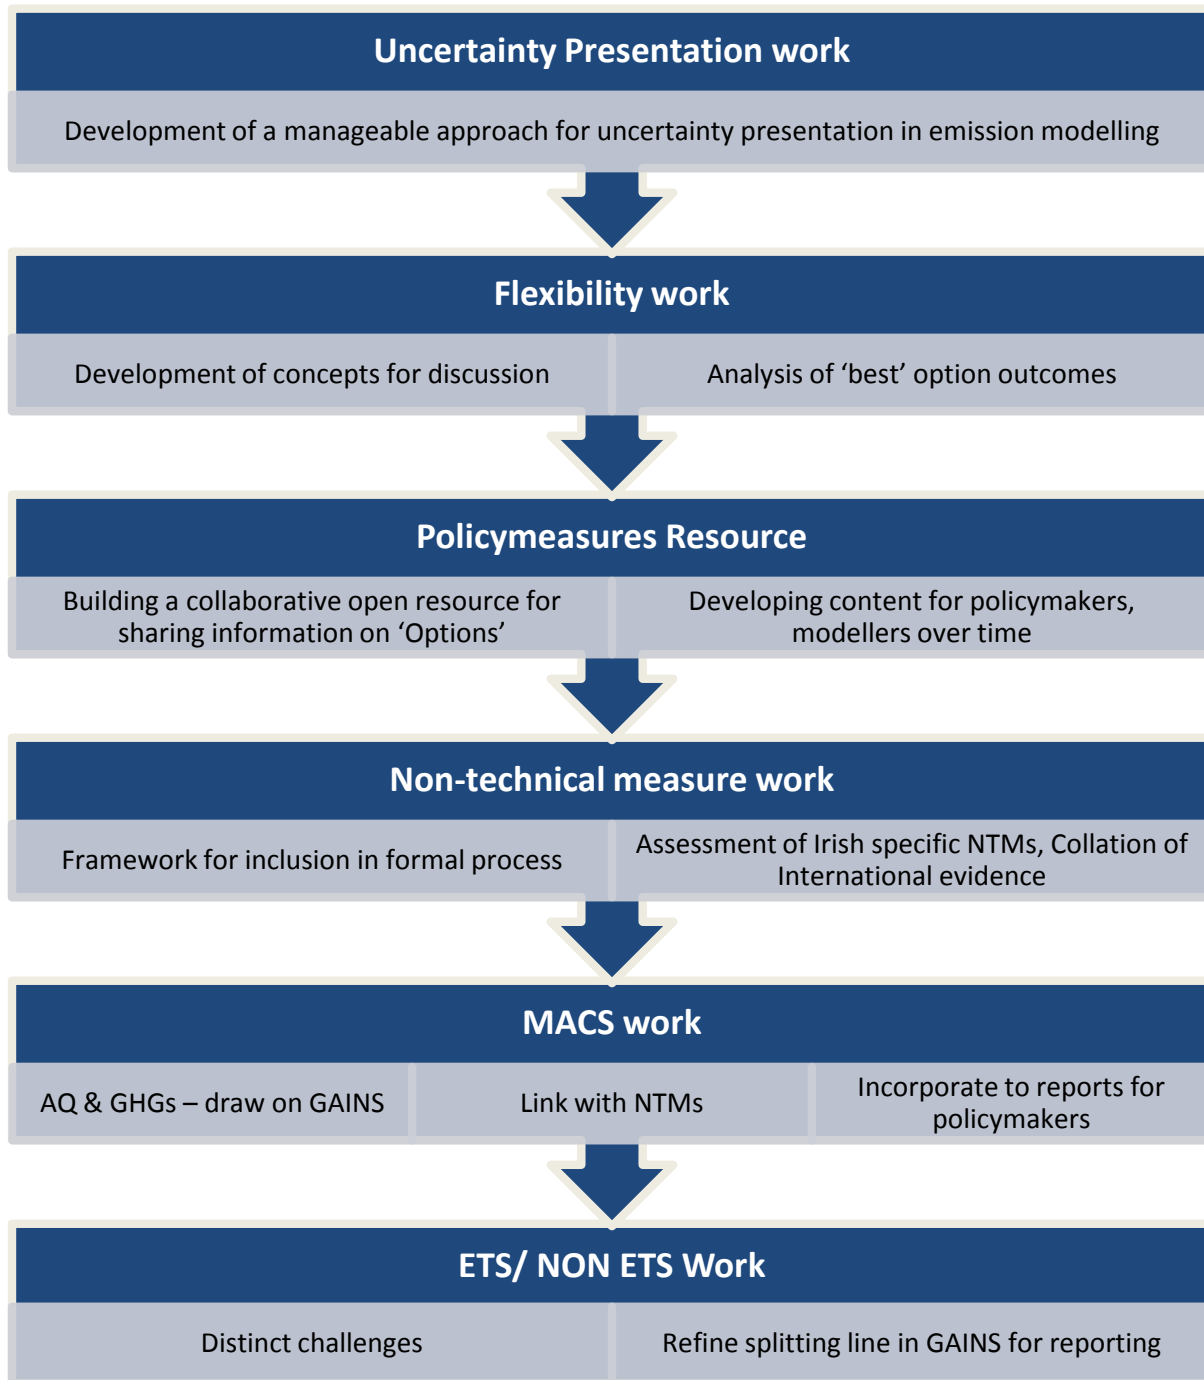 Uncertainty Presentation work
Development of a manageable approach for uncertainty presentation in emission modelling
Flexibility work
Development of concepts for discussion
Analysis of ‘best’ option outcomes
Policymeasures Resource
Building a collaborative open resource for
sharing information on ‘Options’
Developing content for policymakers,
modellers over time
Non-technical measure work
Framework for inclusion in formal process
Assessment of Irish specific NTMs, Collation of
International evidence
MACS work
AQ & GHGs – draw on GAINS
Link with NTMs
Incorporate to reports for
policymakers
ETS/ NON ETS Work
Distinct challenges
Refine splitting line in GAINS for reporting